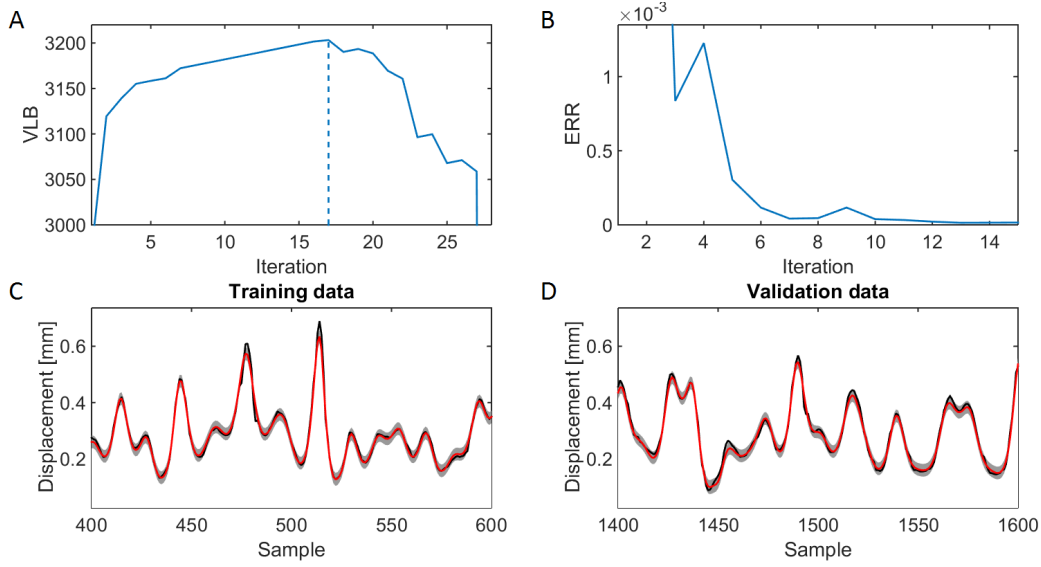 A
VLB
3200
3150
3100
3050
3000
5 10 15 20 25
Iteration
B
×10⁻³
ERR
1
0.5
0
2 4 6 8 10 12 14
Iteration
C
Training data
Displacement [mm]
0.6
0.4
0.2
400 450 500 550 600
Sample
D
Validation data
Displacement [mm]
0.6
0.4
0.2
1400 1450 1500 1550 1600
Sample